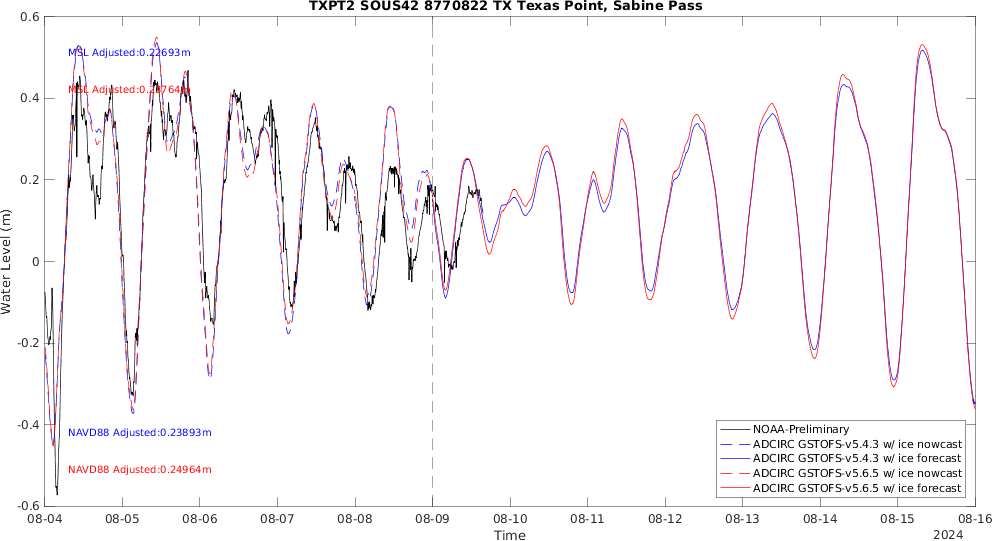 TXPT2 SOUS42 8770822 TX Texas Point, Sabine Pass
Water Level (m)
0.6
0.4
0.2
0
-0.2
-0.4
-0.6
MSL Adjusted:0.22693m
MSL Adjusted:0.23764m
NAVD88 Adjusted:0.23893m
NAVD88 Adjusted:0.24964m
NOAA-Preliminary
ADCIRC GSTOFS-v5.4.3 w/ ice nowcast
ADCIRC GSTOFS-v5.4.3 w/ ice forecast
ADCIRC GSTOFS-v5.6.5 w/ ice nowcast
ADCIRC GSTOFS-v5.6.5 w/ ice forecast
08-04 08-05 08-06 08-07 08-08 08-09 08-10 08-11 08-12 08-13 08-14 08-15 08-16
Time
2024